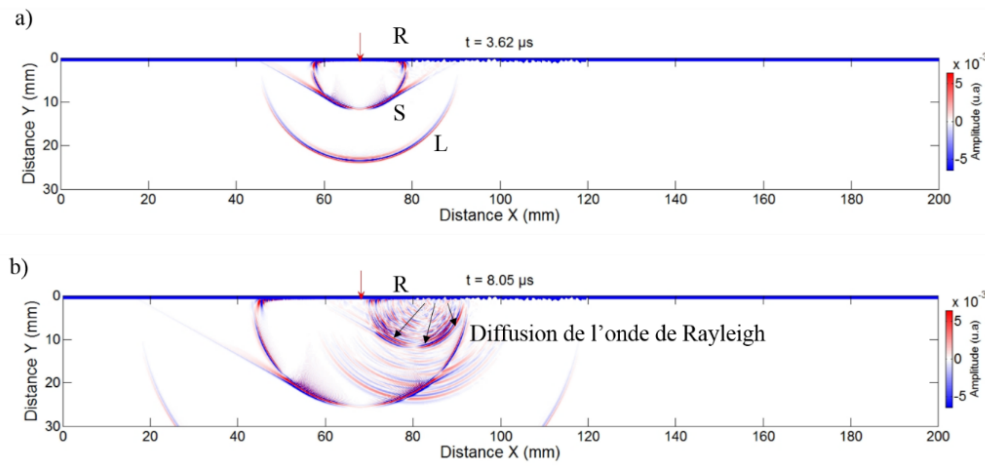 a)
R
t = 3.62 µs
x 10⁻³
0
10
20
30
Distance Y (mm)
S
L
5
0
-5
Amplitude (u.a)
0 20 40 60 80 100 120 140 160 180 200
Distance X (mm)
b)
R
t = 8.05 µs
x 10⁻³
0
10
20
30
Distance Y (mm)
Diffusion de l’onde de Rayleigh
5
0
-5
Amplitude (u.a)
0 20 40 60 80 100 120 140 160 180 200
Distance X (mm)